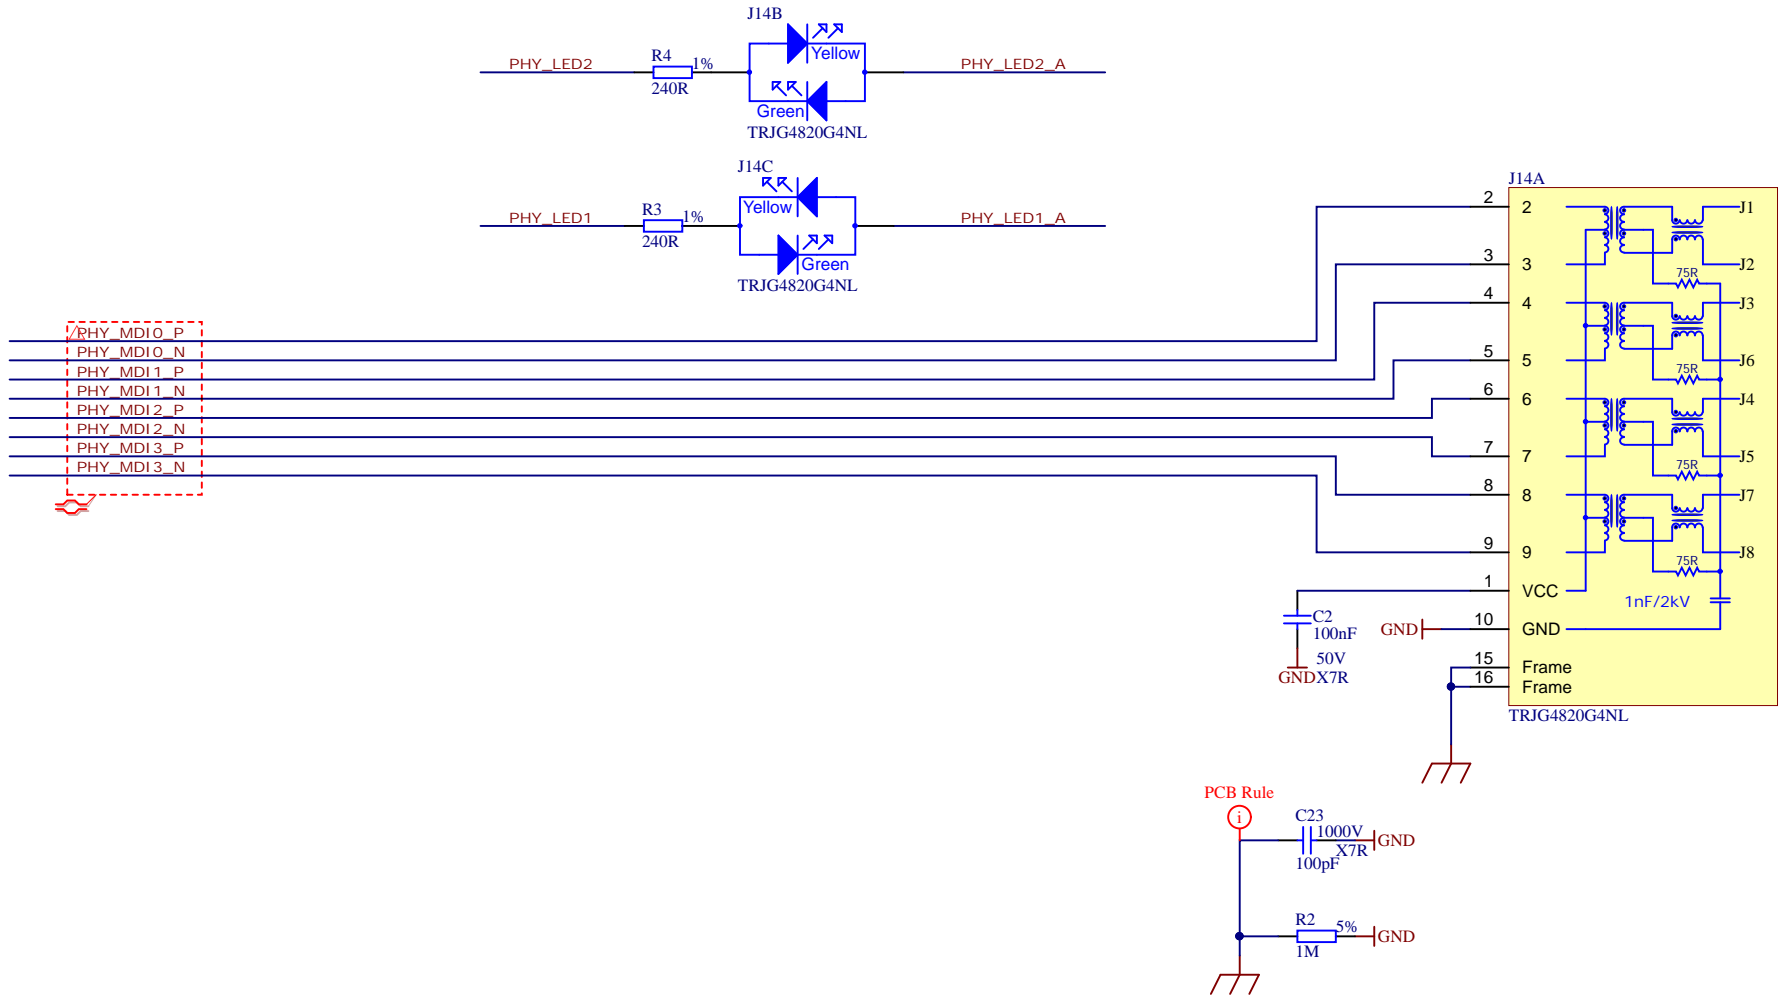 J14B
Yellow
PHY_LED2
R4
1%
240R
PHY_LED2_A
Green
TRJG4820G4NL
J14C
Yellow
PHY_LED1
R3
1%
240R
PHY_LED1_A
Green
TRJG4820G4NL
PHY_MDI0_P
PHY_MDI0_N
PHY_MDI1_P
PHY_MDI1_N
PHY_MDI2_P
PHY_MDI2_N
PHY_MDI3_P
PHY_MDI3_N
J14A
2 2 J1
3 3 J2
75R
4 4 J3
5 5 J6
75R
6 6 J4
7 7 J5
75R
8 8 J7
9 9 J8
75R
1 VCC
1nF/2kV
10 GND
15 Frame
16 Frame
TRJG4820G4NL
C2
100nF
50V
X7R
GND
GND
PCB Rule
i
C23
1000V
X7R
100pF
GND
R2
5%
1M
GND